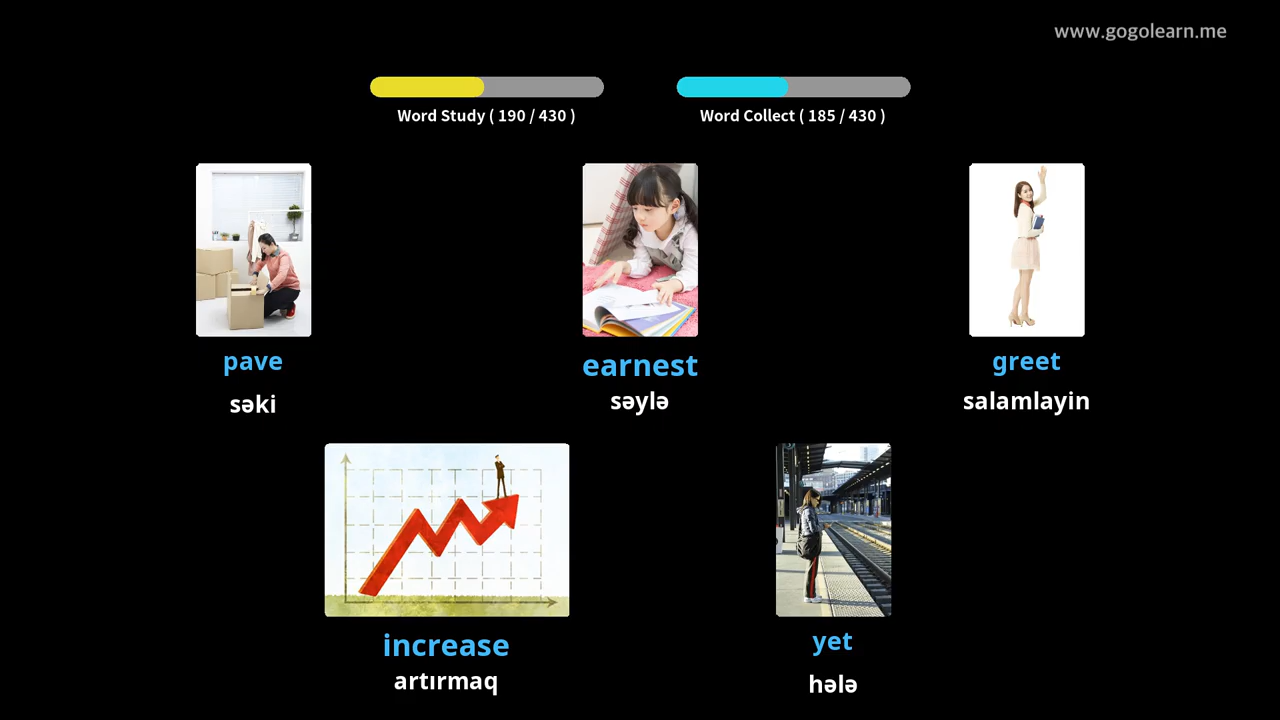 www.gogolearn.me
Word Study ( 190 / 430 )
Word Collect ( 185 / 430 )
pave
səki
earnest
səylə
greet
salamlayin
increase
artırmaq
yet
hələ